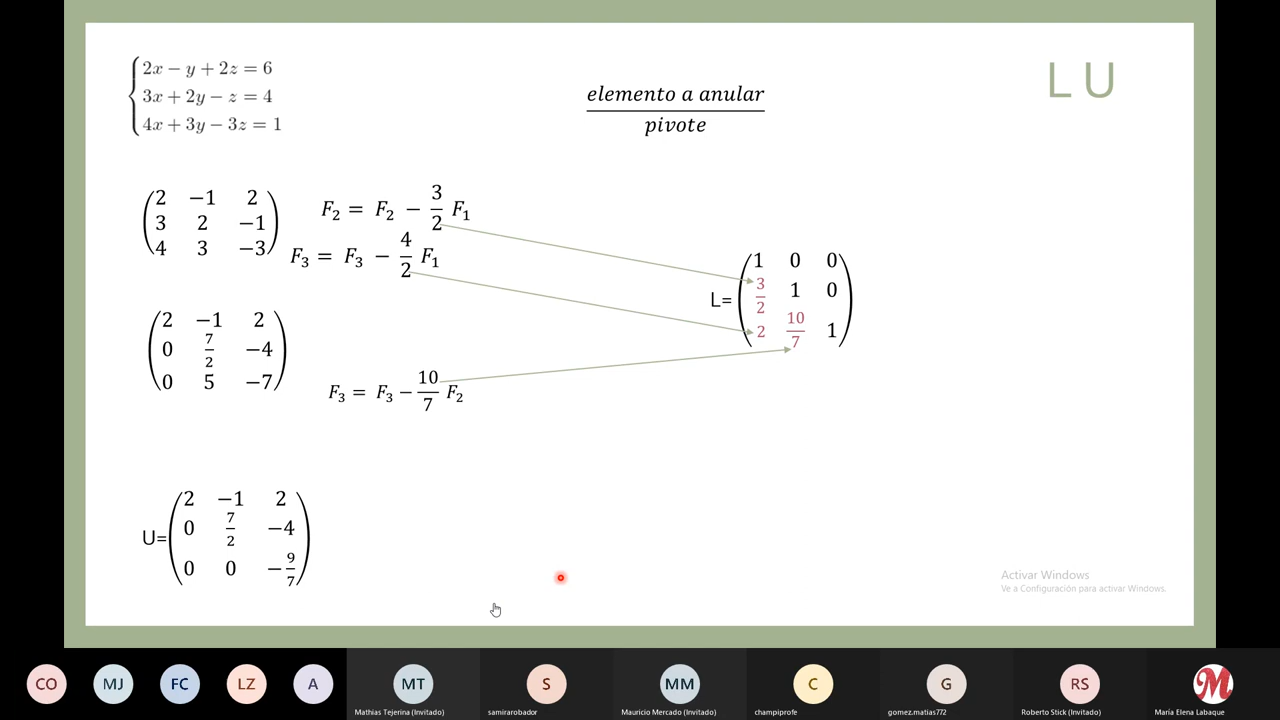 2x − y + 2z = 6
3x + 2y − z = 4
4x + 3y − 3z = 1
elemento a anular
pivote
L U
2 −1 2
3 2 −1
4 3 −3
F₂ = F₂ − 3/2 F₁
F₃ = F₃ − 4/2 F₁
L=
1 0 0
3/2 1 0
2 10/7 1
2 −1 2
0 7/2 −4
0 5 −7
F₃ = F₃ − 10/7 F₂
U=
2 −1 2
0 7/2 −4
0 0 −9/7
Activar Windows
Ve a Configuración para activar Windows.
CO
MJ
FC
LZ
A
MT
S
MM
C
G
RS
M
Mathias Tejerina (Invitado)
samirarobador
Mauricio Mercado (Invitado)
champiprofe
gomez.matias772
Roberto Stick (Invitado)
María Elena Labaque